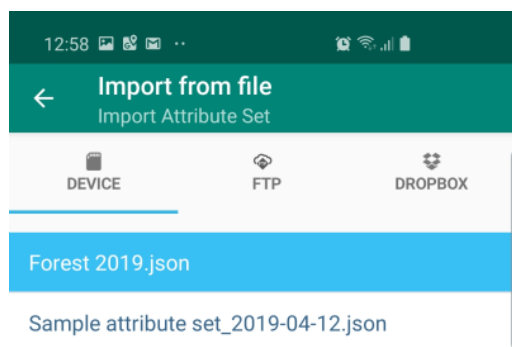 12:58
Import from file
Import Attribute Set
DEVICE FTP DROPBOX
Forest 2019.json
Sample attribute set_2019-04-12.json